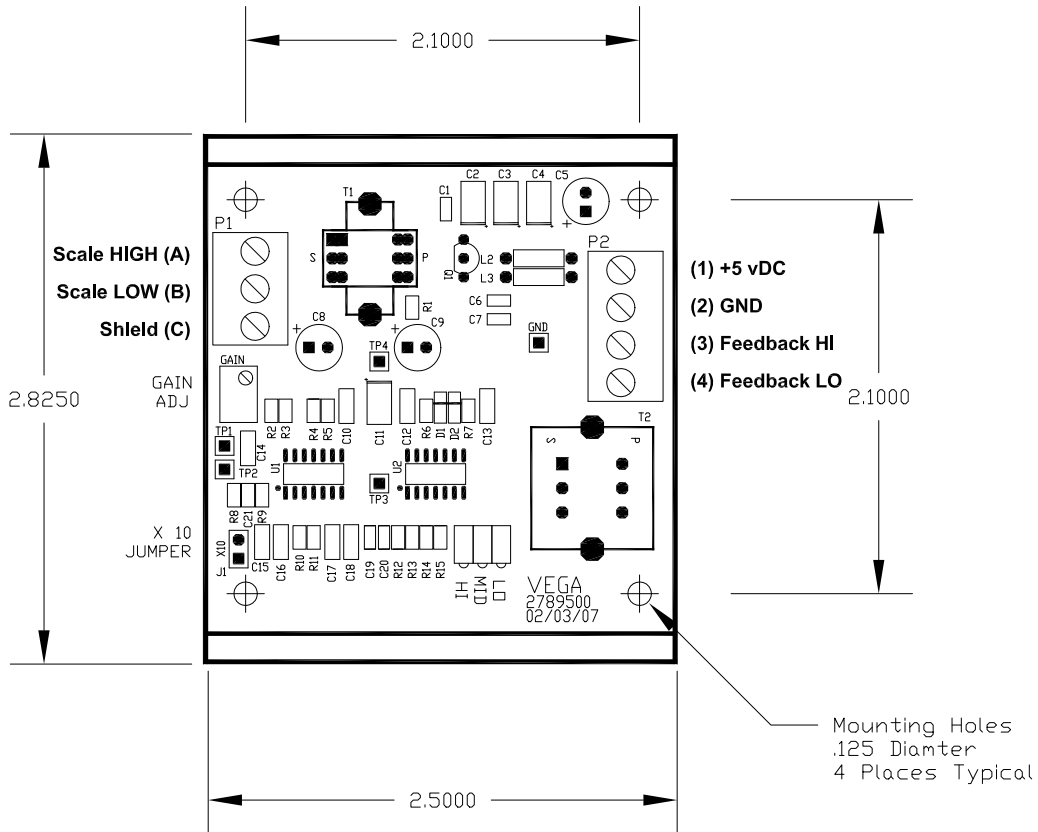 2.1000
T1
C1
C2
C3
C4
C5
P1
S
P
Q1
L2
L3
P2
Scale HIGH (A)
Scale LOW (B)
ShIeld (C)
(1) +5 vDC
(2) GND
(3) Feedback HI
(4) Feedback LO
+
R1
C6
C7
+
C8
+
C9
TP4
GND
2.8250
2.1000
GAIN
GAIN
ADJ
R2
R3
R4
R5
C10
C11
C12
R6
D1
D2
R7
C13
T2
S
P
TP1
C14
TP2
U1
U2
TP3
R8
C21
R9
X 10
JUMPER
X10
J1
C15
C16
R10
R11
C17
C18
C19
C20
R12
R13
R14
R15
HI
MID
LO
VEGA
2789500
02/03/07
Mounting Holes
.125 Diamter
4 Places Typical
2.5000